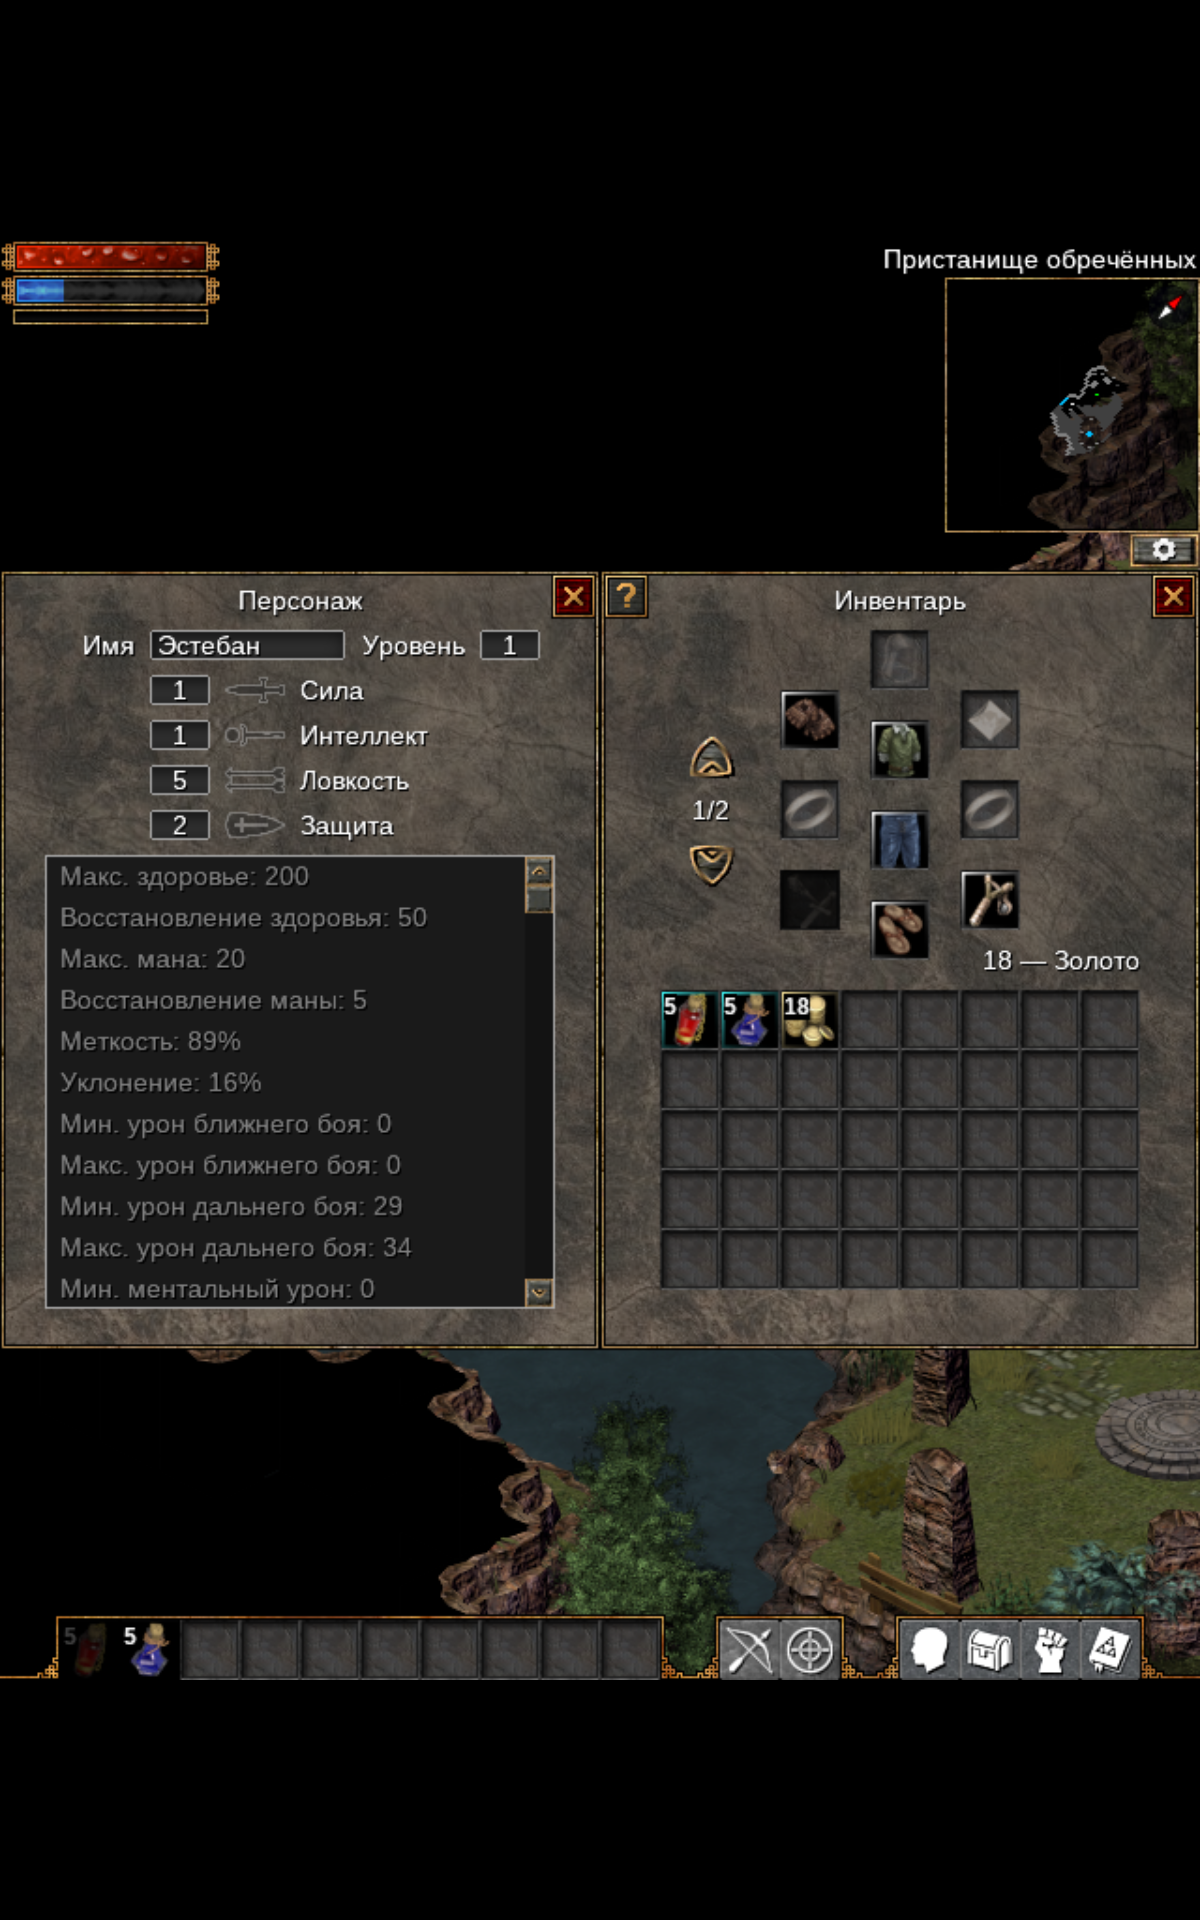 Пристанище обречённых
Персонаж
Имя Эстебан Уровень 1
1 Сила
1 Интеллект
5 Ловкость
2 Защита
Макс. здоровье: 200
Восстановление здоровья: 50
Макс. мана: 20
Восстановление маны: 5
Меткость: 89%
Уклонение: 16%
Мин. урон ближнего боя: 0
Макс. урон ближнего боя: 0
Мин. урон дальнего боя: 29
Макс. урон дальнего боя: 34
Мин. ментальный урон: 0
?
Инвентарь
1/2
18 — Золото
5 5 18
5 5